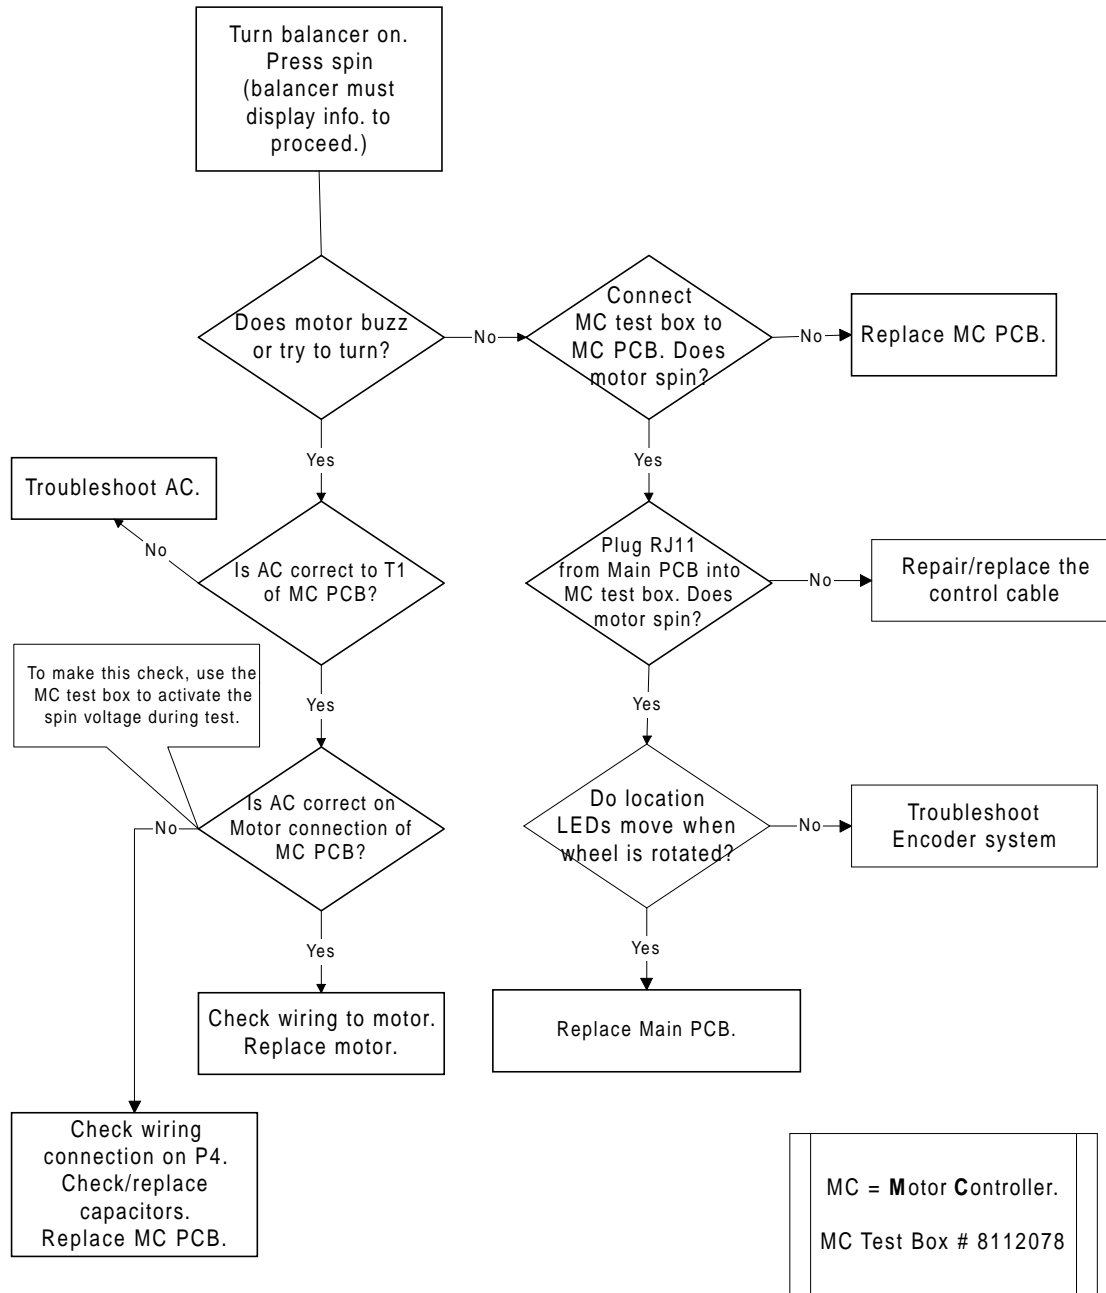 Turn balancer on.
Press spin
(balancer must
display info. to
proceed.)
Does motor buzz
or try to turn?
No
Connect
MC test box to
MC PCB. Does
motor spin?
No
Replace MC PCB.
Yes
Yes
Troubleshoot AC.
No
Is AC correct to T1
of MC PCB?
Plug RJ11
from Main PCB into
MC test box. Does
motor spin?
No
Repair/replace the
control cable
To make this check, use the
MC test box to activate the
spin voltage during test.
Yes
Yes
No
Is AC correct on
Motor connection of
MC PCB?
Do location
LEDs move when
wheel is rotated?
No
Troubleshoot
Encoder system
Yes
Yes
Check wiring to motor.
Replace motor.
Replace Main PCB.
Check wiring
connection on P4.
Check/replace
capacitors.
Replace MC PCB.
MC = Motor Controller.
MC Test Box # 8112078